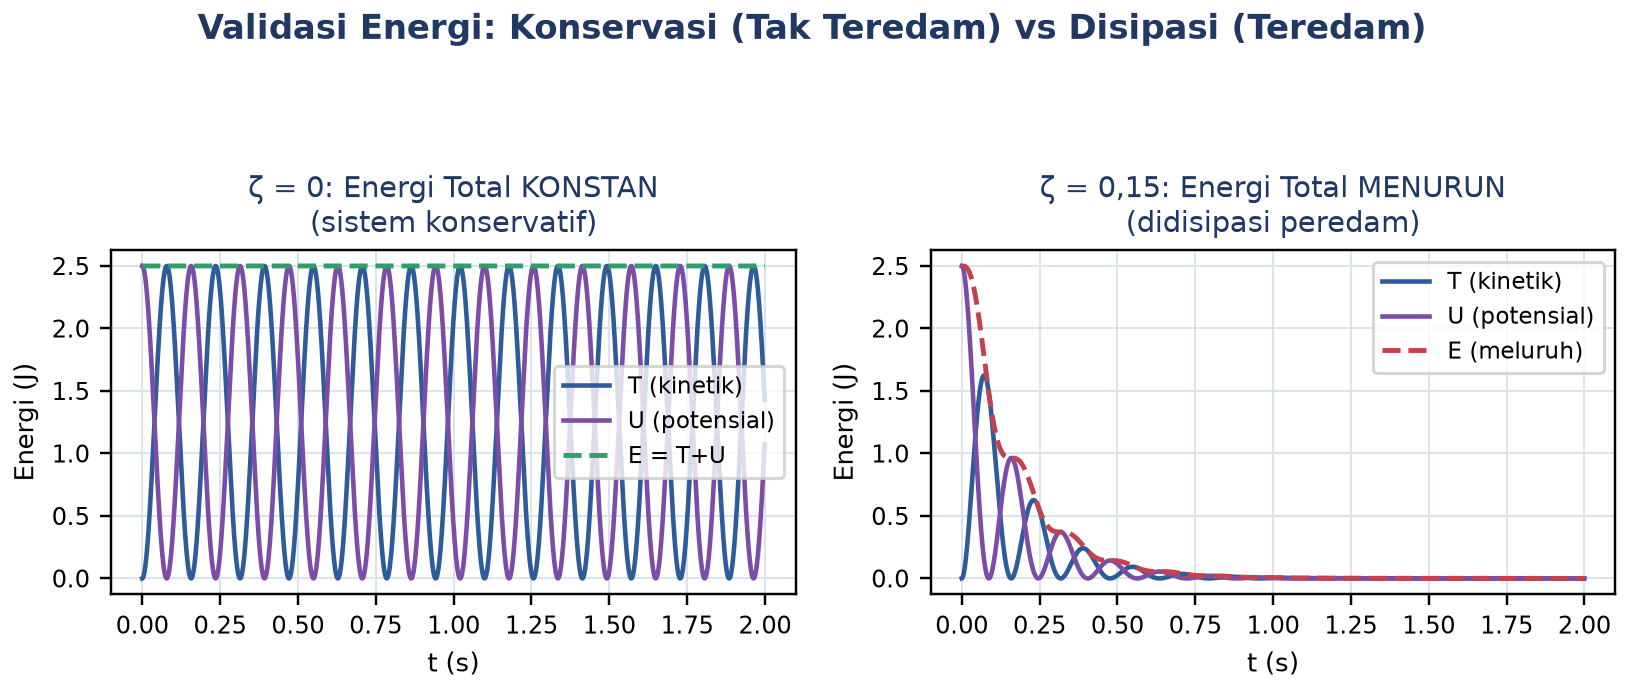 Validasi Energi: Konservasi (Tak Teredam) vs Disipasi (Teredam)
ζ = 0: Energi Total KONSTAN
(sistem konservatif)
Energi (J)
2.5
2.0
1.5
1.0
0.5
0.0
T (kinetik)
U (potensial)
E = T+U
0.00 0.25 0.50 0.75 1.00 1.25 1.50 1.75 2.00
t (s)
ζ = 0,15: Energi Total MENURUN
(didisipasi peredam)
Energi (J)
2.5
2.0
1.5
1.0
0.5
0.0
T (kinetik)
U (potensial)
E (meluruh)
0.00 0.25 0.50 0.75 1.00 1.25 1.50 1.75 2.00
t (s)